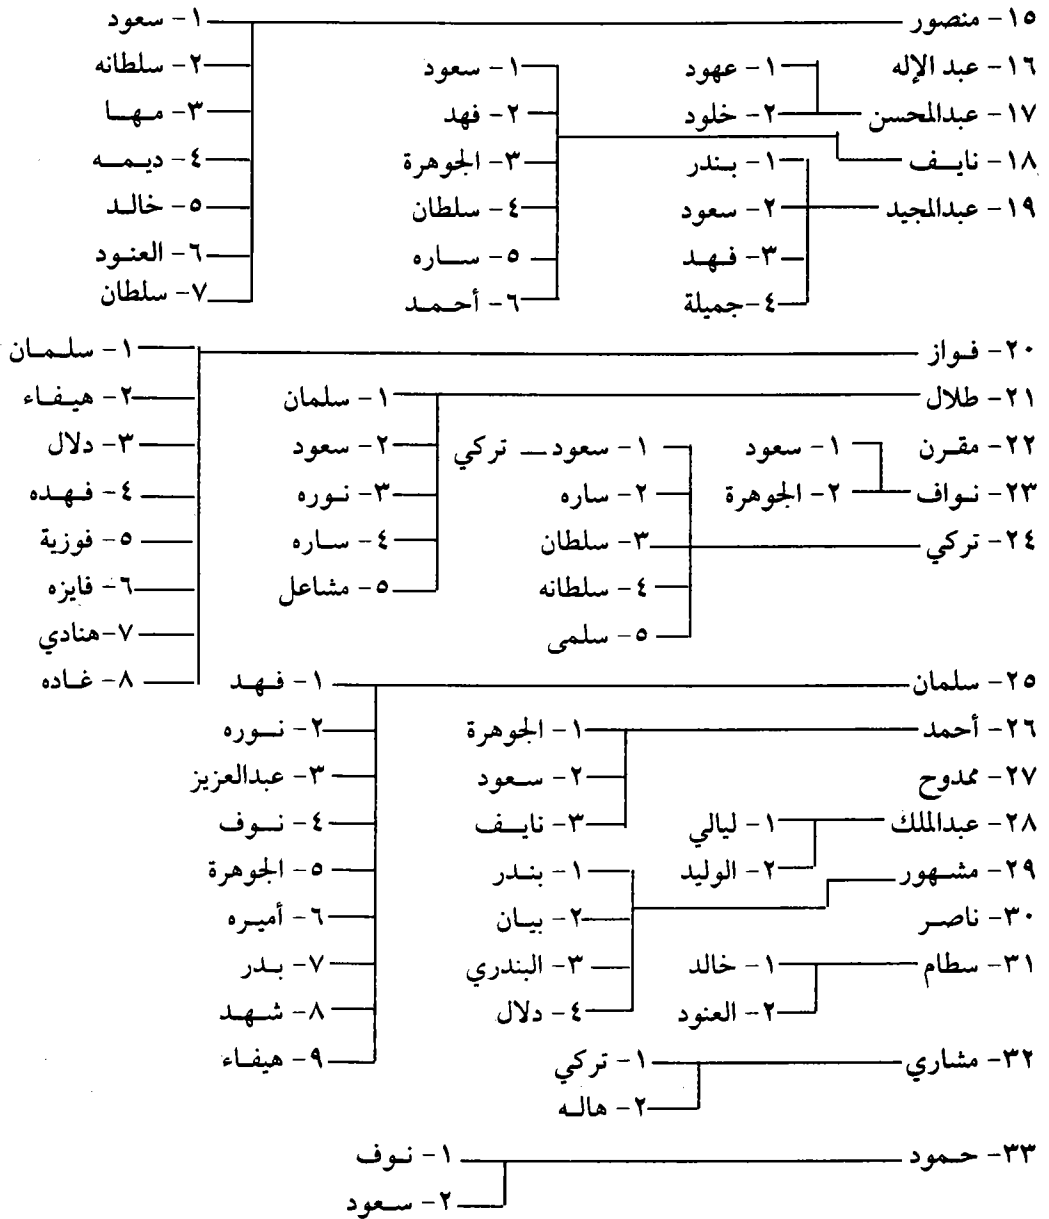 ١٥- منصور ١- سعود
١٦- عبد الإله ١- عهود ١- سعود ٢- سلطانه
١٧- عبدالمحسن ٢- خلود ٢- فهد ٣- مها
١٨- نايف ١- بندر ٣- الجوهرة ٤- ديمه
١٩- عبدالمجيد ٢- سعود ٤- سلطان ٥- خالد
٣- فهد ٥- ساره ٦- العنود
٤- جميلة ٦- أحمد ٧- سلطان
٢٠- فواز ١- سلمان
٢١- طلال ١- سلمان ٢- هيفاء
٢٢- مقرن ١- سعود ١- سعود تركي ٢- سعود ٣- دلال
٢٣- نواف ٢- الجوهرة ٢- ساره ٣- نوره ٤- فهده
٢٤- تركي ٣- سلطان ٤- ساره ٥- فوزية
٤- سلطانه ٥- مشاعل ٦- فايزه
٥- سلمى ٧- هنادي
٢٥- سلمان ١- فهد ٨- غاده
٢٦- أحمد ١- الجوهرة ٢- نوره
٢٧- ممدوح ٢- سعود ٣- عبدالعزيز
٢٨- عبدالملك ١- ليالي ٣- نايف ٤- نوف
٢٩- مشهور ٢- الوليد ١- بندر ٥- الجوهرة
٣٠- ناصر ٢- بيان ٦- أميره
٣١- سطام ١- خالد ٣- البندري ٧- بدر
٢- العنود ٤- دلال ٨- شهد
٣٢- مشاري ١- تركي ٩- هيفاء
٢- هاله
٣٣- حمود ١- نوف
٢- سعود